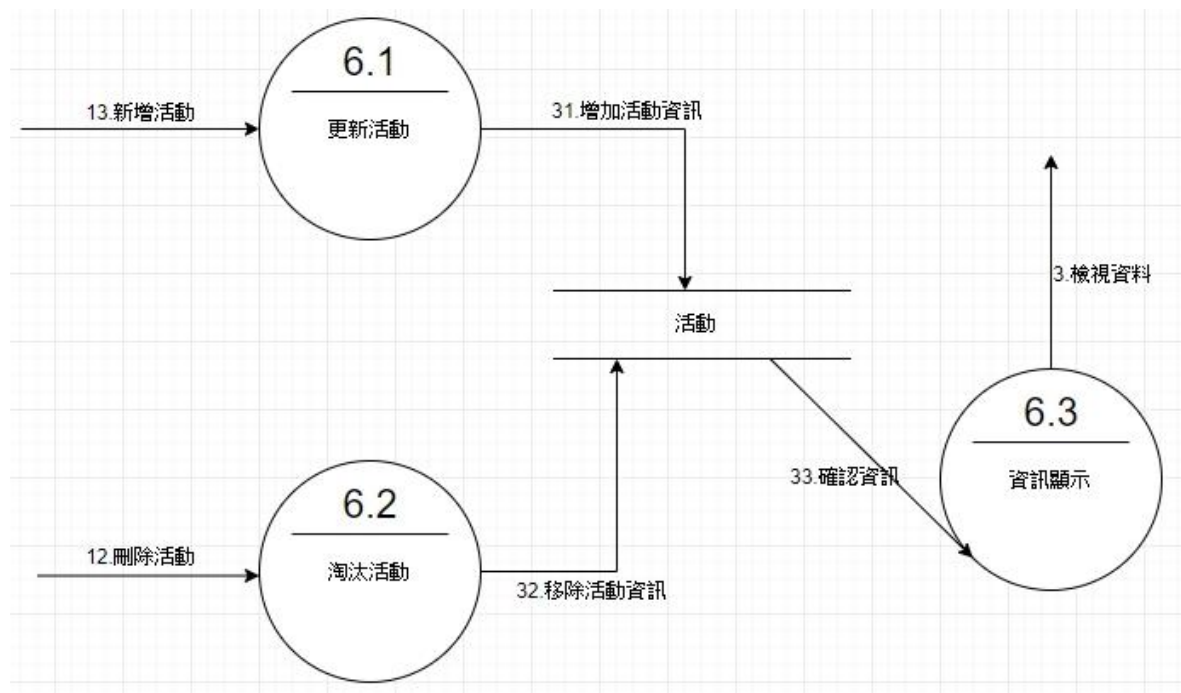 6.1
13.新增活動
31.增加活動資訊
更新活動
3.檢視資料
活動
6.3
33.確認資訊
資訊顯示
6.2
12.刪除活動
淘汰活動
32.移除活動資訊